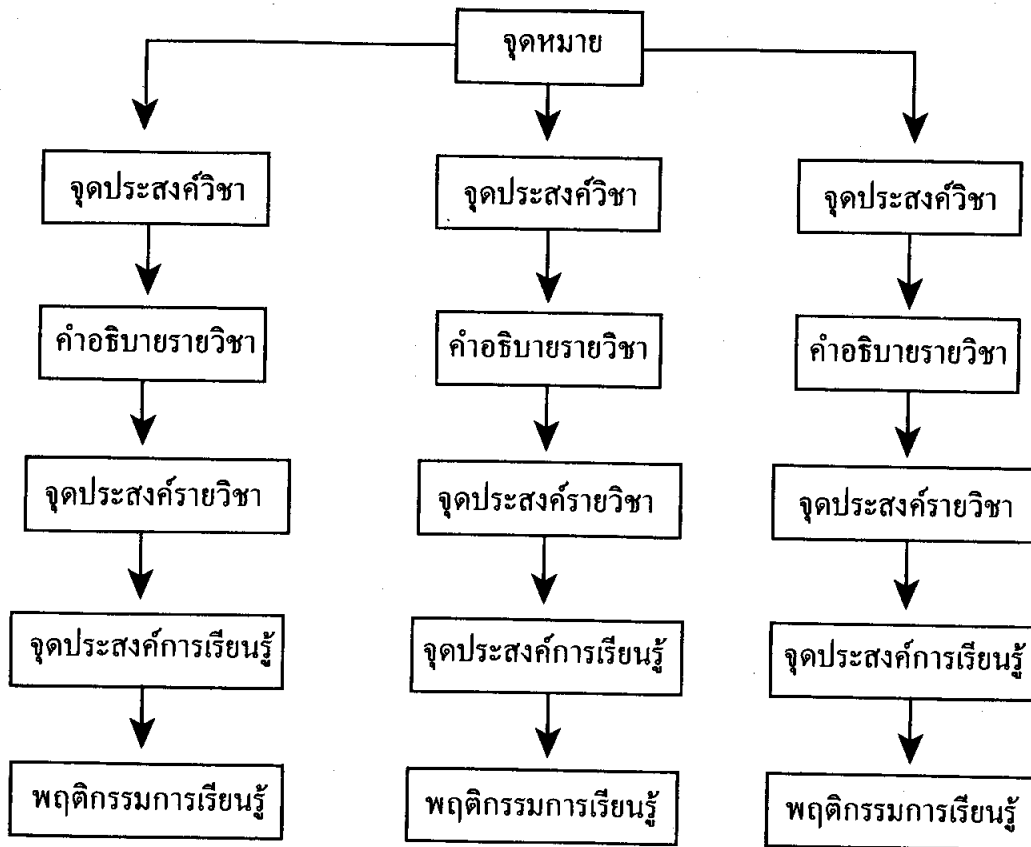 จุดหมาย
จุดประสงค์วิชา
จุดประสงค์วิชา
จุดประสงค์วิชา
คำอธิบายรายวิชา
คำอธิบายรายวิชา
คำอธิบายรายวิชา
จุดประสงค์รายวิชา
จุดประสงค์รายวิชา
จุดประสงค์รายวิชา
จุดประสงค์การเรียนรู้
จุดประสงค์การเรียนรู้
จุดประสงค์การเรียนรู้
พฤติกรรมการเรียนรู้
พฤติกรรมการเรียนรู้
พฤติกรรมการเรียนรู้